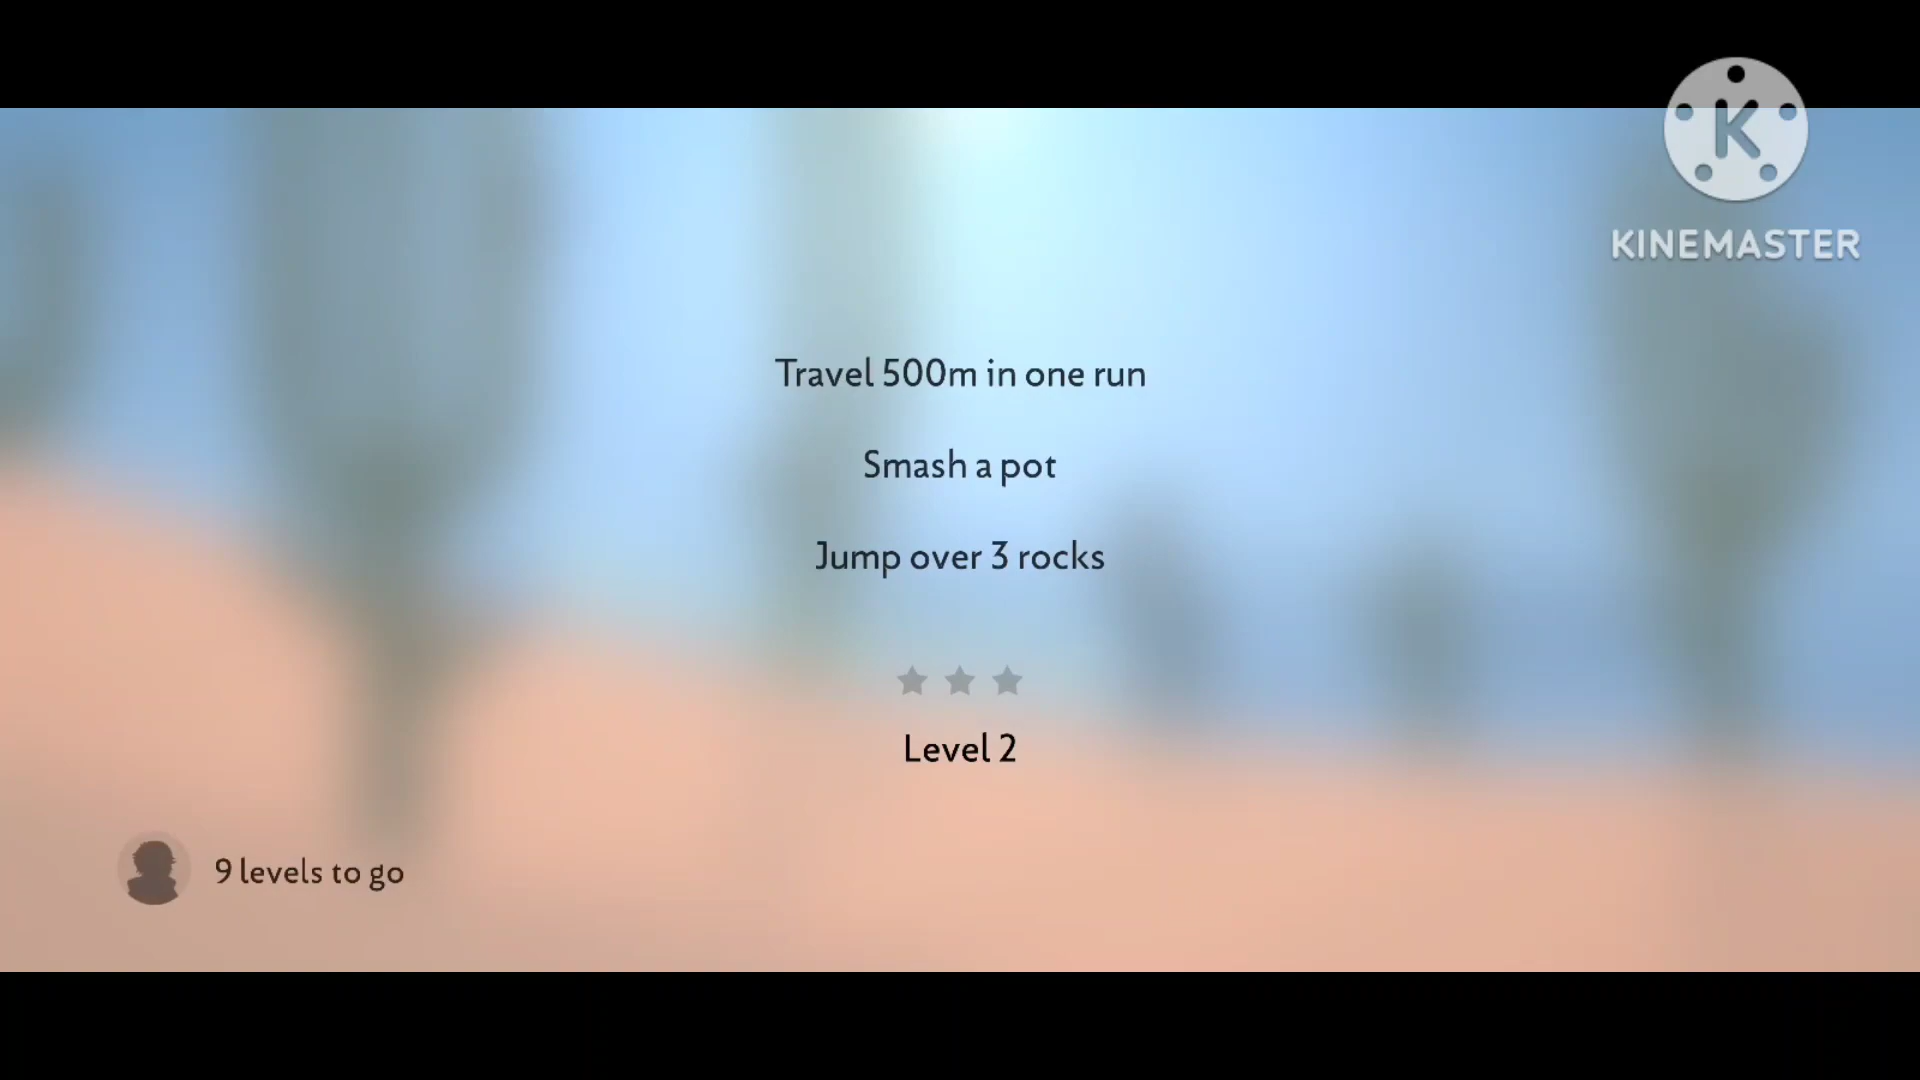 K
KINEMASTER
Travel 500m in one run
Smash a pot
Jump over 3 rocks
Level 2
9 levels to go